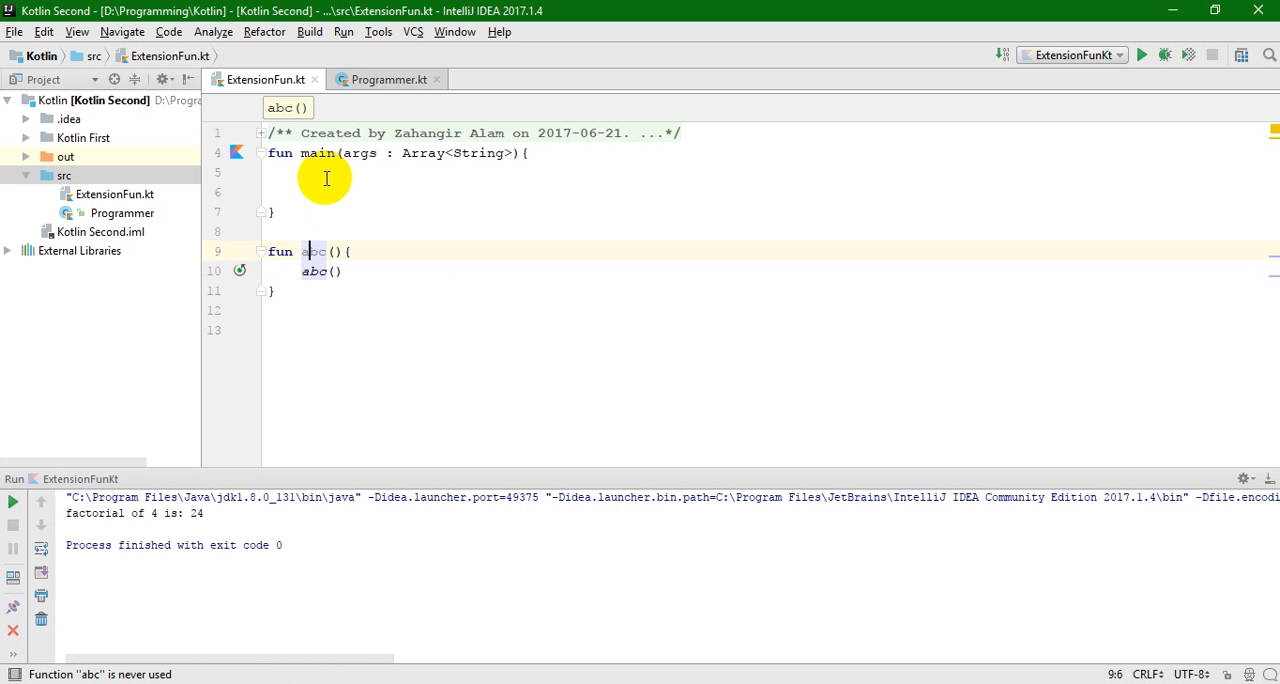 Kotlin Second - [D:\Programming\Kotlin] - [Kotlin Second] - ...\src\ExtensionFun.kt - IntelliJ IDEA 2017.1.4
File Edit View Navigate Code Analyze Refactor Build Run Tools VCS Window Help
Kotlin src ExtensionFun.kt ExtensionFunKt
Project ExtensionFun.kt Programmer.kt
Kotlin [Kotlin Second] D:\Progra
.idea
Kotlin First
out
src
ExtensionFun.kt
Programmer
Kotlin Second.iml
External Libraries
abc()
1 /** Created by Zahangir Alam on 2017-06-21. ...*/
4 fun main(args : Array<String>){
5
6
7 }
8
9 fun abc(){
10 abc()
11 }
12
13
Run ExtensionFunKt
"C:\Program Files\Java\jdk1.8.0_131\bin\java" -Didea.launcher.port=49375 "-Didea.launcher.bin.path=C:\Program Files\JetBrains\IntelliJ IDEA Community Edition 2017.1.4\bin" -Dfile.encodi
factorial of 4 is: 24
Process finished with exit code 0
Function "abc" is never used 9:6 CRLF UTF-8